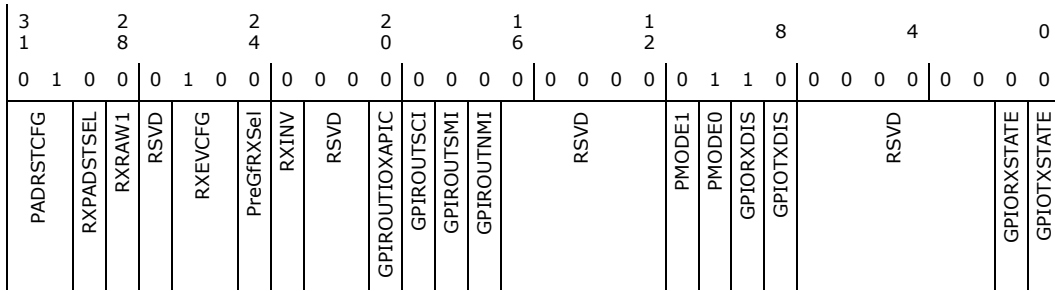 31 28 24 20 16 12 8 4 0
0 1 0 0 0 1 0 0 0 0 0 0 0 0 0 0 0 0 0 0 0 1 1 0 0 0 0 0 0 0 0 0
PADRSTCFG
RXPADSTSEL
RXRAW1
RSVD
RXEVCFG
PreGfRXSel
RXINV
RSVD
GPIROUTIOXAPIC
GPIROUTSCI
GPIROUTSMI
GPIROUTNMI
RSVD
PMODE1
PMODE0
GPIORXDIS
GPIOTXDIS
RSVD
GPIORXSTATE
GPIOTXSTATE